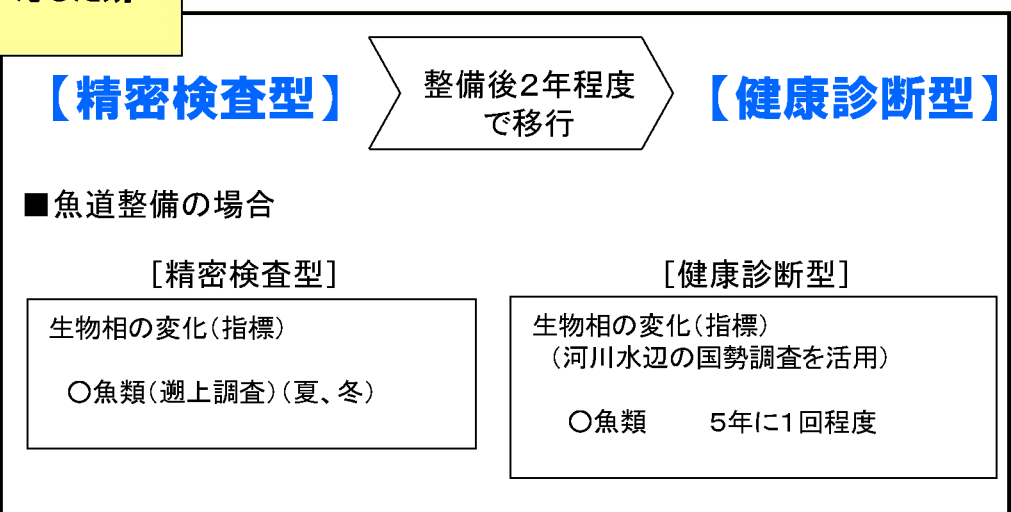 【精密検査型】
整備後2年程度
で移行
【健康診断型】
■魚道整備の場合
[精密検査型]
生物相の変化(指標)
○魚類(遡上調査)(夏、冬)
[健康診断型]
生物相の変化(指標)
(河川水辺の国勢調査を活用)
○魚類　　5年に1回程度